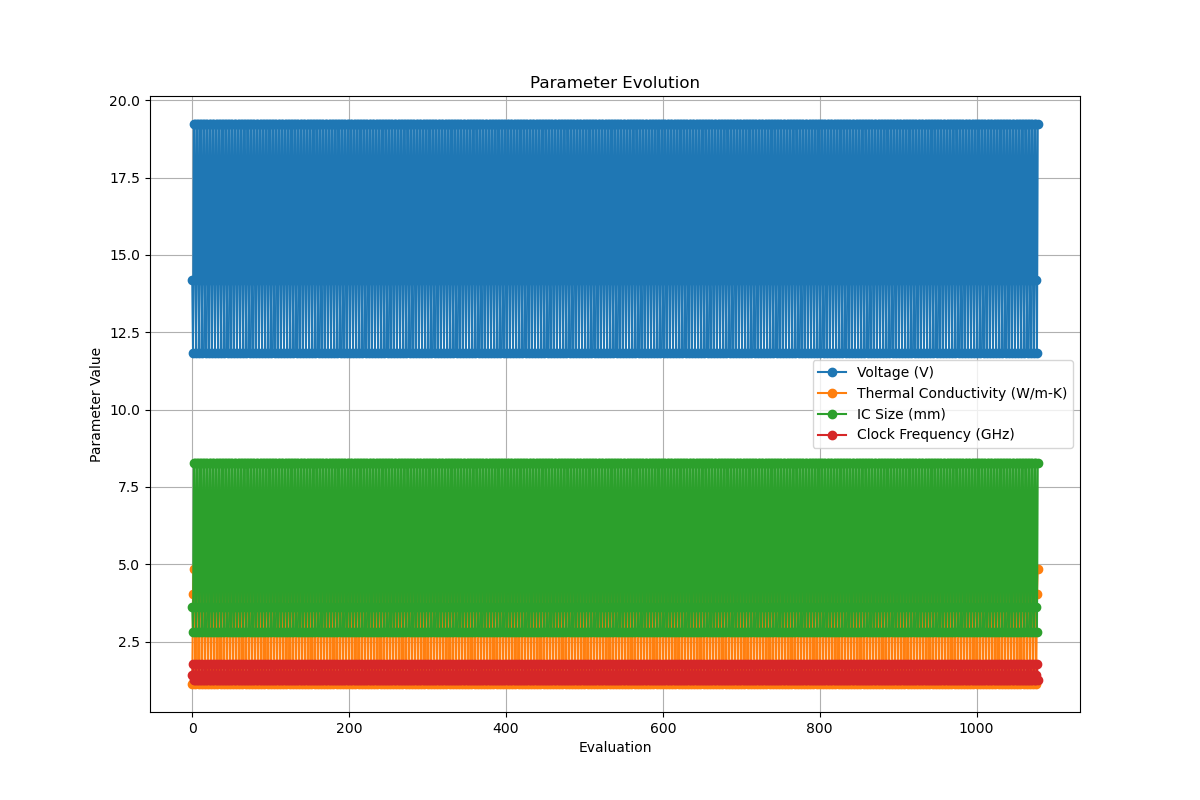 Parameter Evolution
20.0
17.5
15.0
12.5
10.0
7.5
5.0
2.5
Parameter Value
Voltage (V)
Thermal Conductivity (W/m-K)
IC Size (mm)
Clock Frequency (GHz)
0 200 400 600 800 1000
Evaluation